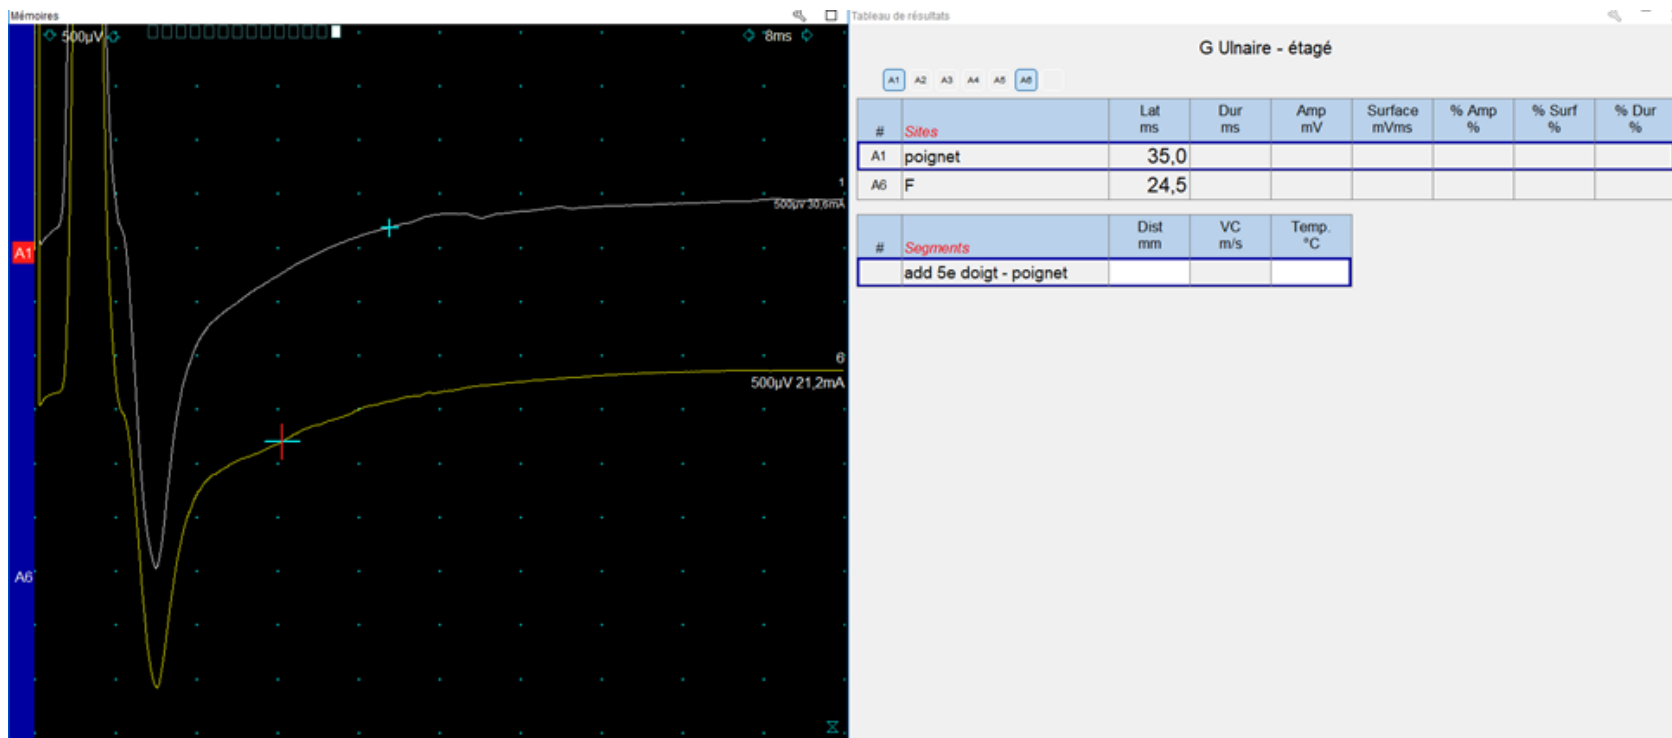 Mémoires
500µV
8ms
A1
1
500µV 30,6mA
6
500µV 21,2mA
A6
Tableau de résultats
G Ulnaire - étagé
A1 A2 A3 A4 A5 A6
# Sites Lat ms Dur ms Amp mV Surface mVms % Amp % % Surf % % Dur %
A1 poignet 35,0
A6 F 24,5
# Segments Dist mm VC m/s Temp. °C
add 5e doigt - poignet